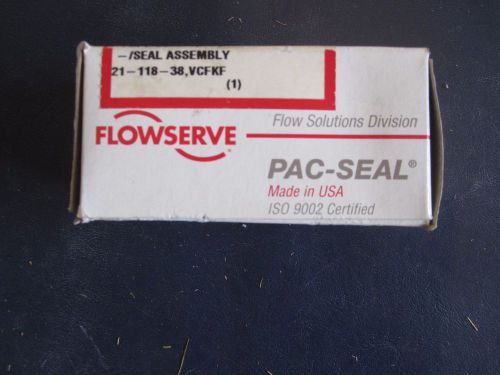 -/SEAL ASSEMBLY
21-118-38,VCFKF
(1)
FLOWSERVE
Flow Solutions Division
PAC-SEAL®
Made in USA
ISO 9002 Certified